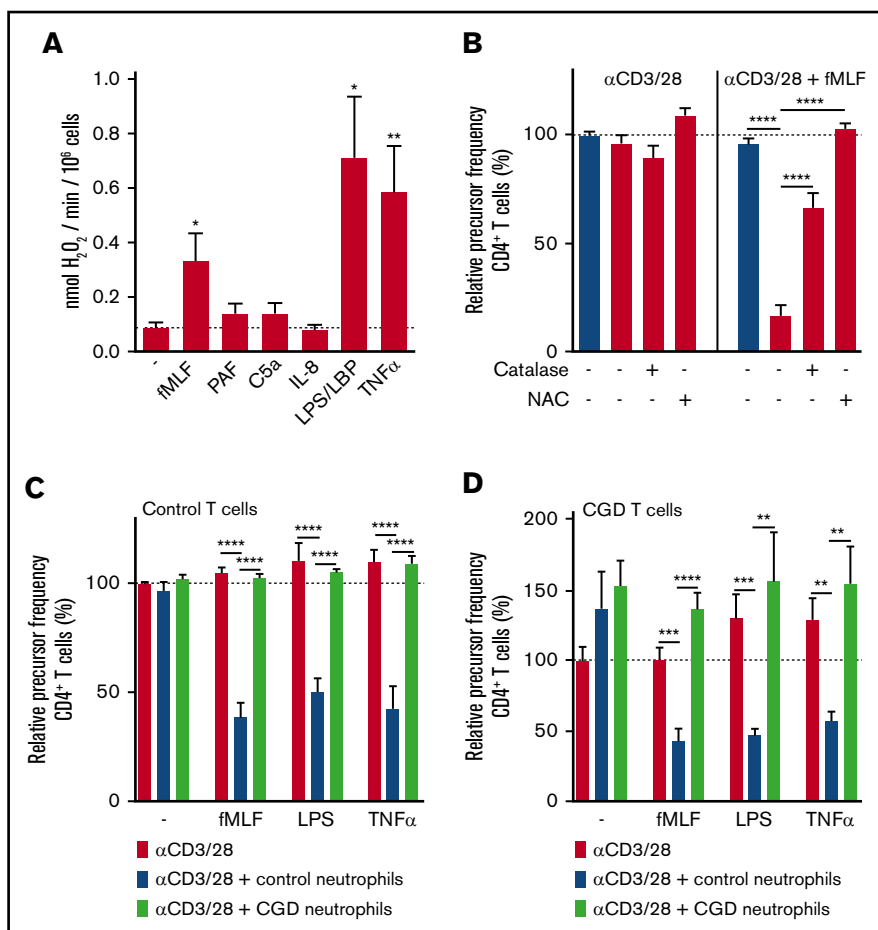 A
nmol H2O2 / min / 10⁶ cells
1.0
0.8
0.6
0.4
0.2
0.0
*
*
**
-
fMLF
PAF
C5a
IL-8
LPS/LBP
TNFα
B
αCD3/28
αCD3/28 + fMLF
Relative precursor frequency
CD4⁺ T cells (%)
100
50
0
****
****
****
Catalase - - + - - - + -
NAC - - - + - - - +
C
Control T cells
Relative precursor frequency
CD4⁺ T cells (%)
100
50
0
**** **** ****
**** **** ****
- fMLF LPS TNFα
αCD3/28
αCD3/28 + control neutrophils
αCD3/28 + CGD neutrophils
D
CGD T cells
Relative precursor frequency
CD4⁺ T cells (%)
200
150
100
50
0
**** ** **
*** *** **
- fMLF LPS TNFα
αCD3/28
αCD3/28 + control neutrophils
αCD3/28 + CGD neutrophils